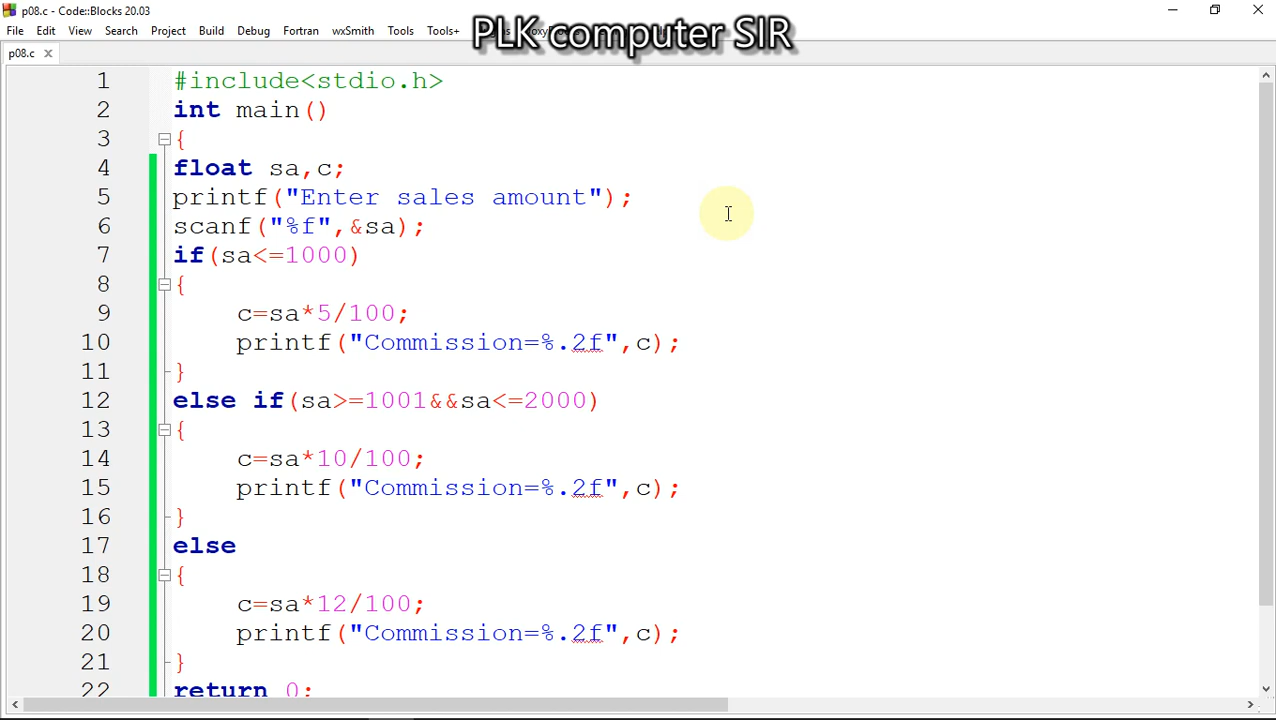 p08.c - Code::Blocks 20.03
PLK computer SIR
File Edit View Search Project Build Debug Fortran wxSmith Tools Tools+
p08.c
1 #include<stdio.h>
2 int main()
3 {
4 float sa,c;
5 printf("Enter sales amount");
6 scanf("%f",&sa);
7 if(sa<=1000)
8 {
9 c=sa*5/100;
10 printf("Commission=%.2f",c);
11 }
12 else if(sa>=1001&&sa<=2000)
13 {
14 c=sa*10/100;
15 printf("Commission=%.2f",c);
16 }
17 else
18 {
19 c=sa*12/100;
20 printf("Commission=%.2f",c);
21 }
22 return 0;